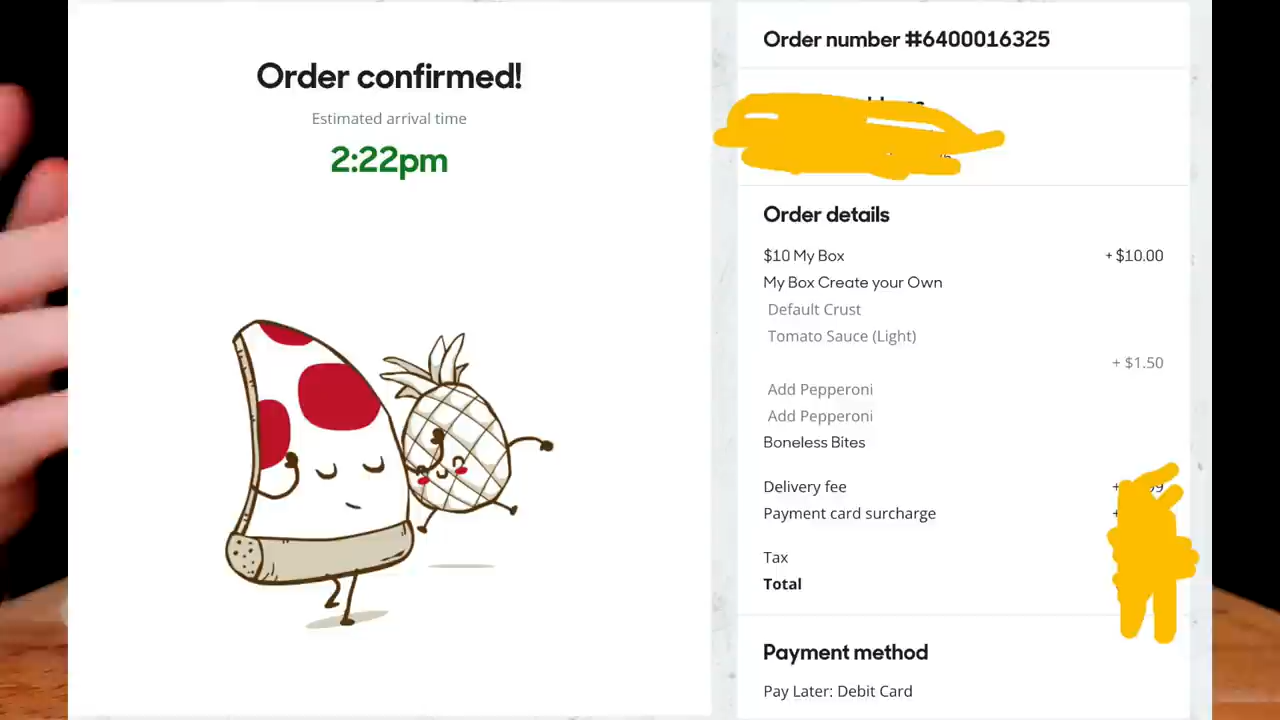 Order confirmed!
Estimated arrival time
2:22pm
Order number #6400016325
Order details
$10 My Box + $10.00
My Box Create your Own
Default Crust
Tomato Sauce (Light)
+ $1.50
Add Pepperoni
Add Pepperoni
Boneless Bites
Delivery fee
Payment card surcharge
Tax
Total
Payment method
Pay Later: Debit Card